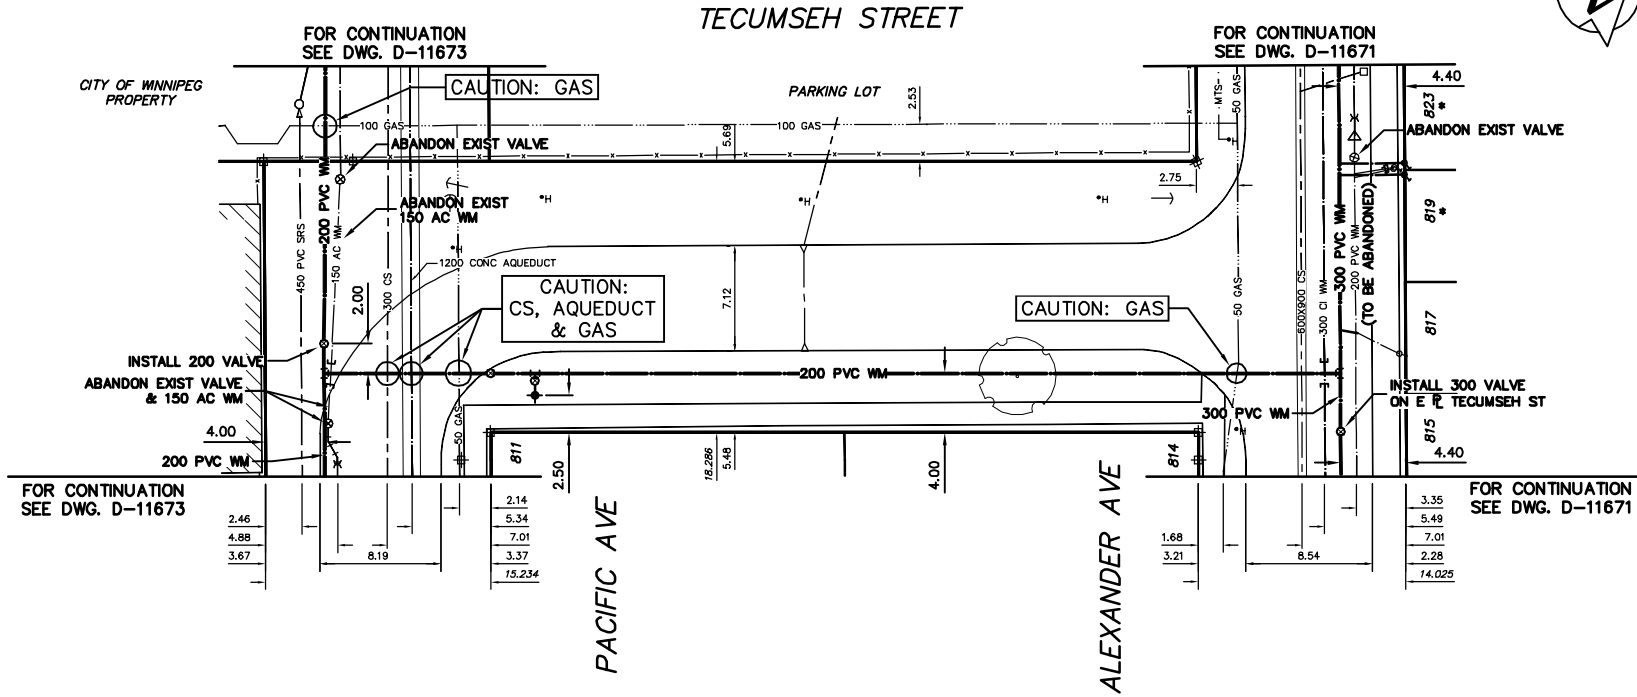 TECUMSEH STREET
FOR CONTINUATION
SEE DWG. D-11673
FOR CONTINUATION
SEE DWG. D-11671
CITY OF WINNIPEG
PROPERTY
CAUTION: GAS
PARKING LOT
2.53
MTS
50 GAS
4.40
823
*
100 GAS
100 GAS
5.69
ABANDON EXIST VALVE
ABANDON EXIST VALVE
2.75
H
H
H
H
H
H
ABANDON EXIST
150 AC WM
200 PVC WM
450 PVC SRS
150 AC WM
300 CS
1200 CONC AQUEDUCT
819
*
300 PVC WM
200 PVC WM
(TO BE ABANDONED)
50 GAS
600X900 CS
300 CI WM
2.00
7.12
CAUTION:
CS, AQUEDUCT
& GAS
CAUTION: GAS
817
INSTALL 200 VALVE
ABANDON EXIST VALVE
& 150 AC WM
200 PVC WM
INSTALL 300 VALVE
ON E PL TECUMSEH ST
300 PVC WM
50 GAS
4.00
200 PVC WM
811
2.50
18.286
5.48
4.00
814
815
4.40
FOR CONTINUATION
SEE DWG. D-11673
FOR CONTINUATION
SEE DWG. D-11671
2.46
4.88
3.67
8.19
2.14
5.34
7.01
3.37
15.234
PACIFIC AVE
ALEXANDER AVE
1.68
3.21
8.54
3.35
5.49
7.01
2.28
14.025